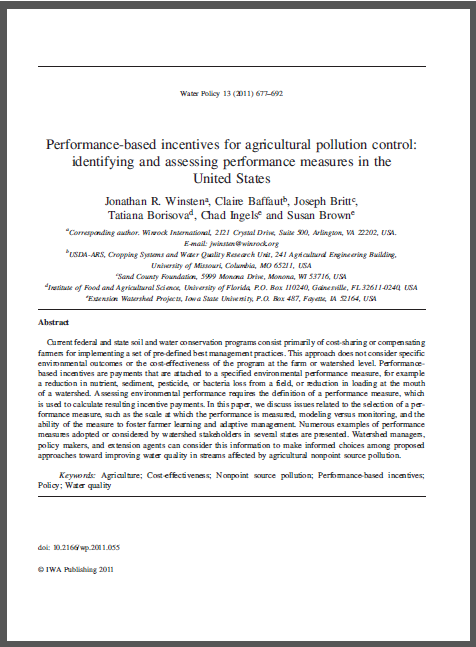 Water Policy 13 (2011) 677–692
Performance-based incentives for agricultural pollution control:
identifying and assessing performance measures in the
United States
Jonathan R. Winstenᵃ, Claire Baffautᵇ, Joseph Brittᶜ,
Tatiana Borisovaᵈ, Chad Ingelsᵉ and Susan Brownᵉ
ᵃCorresponding author. Winrock International, 2121 Crystal Drive, Suite 500, Arlington, VA 22202, USA.
E-mail: jwinsten@winrock.org
ᵇUSDA-ARS, Cropping Systems and Water Quality Research Unit, 241 Agricultural Engineering Building,
University of Missouri, Columbia, MO 65211, USA
ᶜSand County Foundation, 5999 Monona Drive, Monona, WI 53716, USA
ᵈInstitute of Food and Agricultural Science, University of Florida, P.O. Box 110240, Gainesville, FL 32611-0240, USA
ᵉExtension Watershed Projects, Iowa State University, P.O. Box 487, Fayette, IA 52164, USA
Abstract
Current federal and state soil and water conservation programs consist primarily of cost-sharing or compensating
farmers for implementing a set of pre-defined best management practices. This approach does not consider specific
environmental outcomes or the cost-effectiveness of the program at the farm or watershed level. Performance-
based incentives are payments that are attached to a specified environmental performance measure, for example
a reduction in nutrient, sediment, pesticide, or bacteria loss from a field, or reduction in loading at the mouth
of a watershed. Assessing environmental performance requires the definition of a performance measure, which
is used to calculate resulting incentive payments. In this paper, we discuss issues related to the selection of a per-
formance measure, such as the scale at which the performance is measured, modeling versus monitoring, and the
ability of the measure to foster farmer learning and adaptive management. Numerous examples of performance
measures adopted or considered by watershed stakeholders in several states are presented. Watershed managers,
policy makers, and extension agents can consider this information to make informed choices among proposed
approaches toward improving water quality in streams affected by agricultural nonpoint source pollution.
Keywords: Agriculture; Cost-effectiveness; Nonpoint source pollution; Performance-based incentives;
Policy; Water quality
doi: 10.2166/wp.2011.055
© IWA Publishing 2011